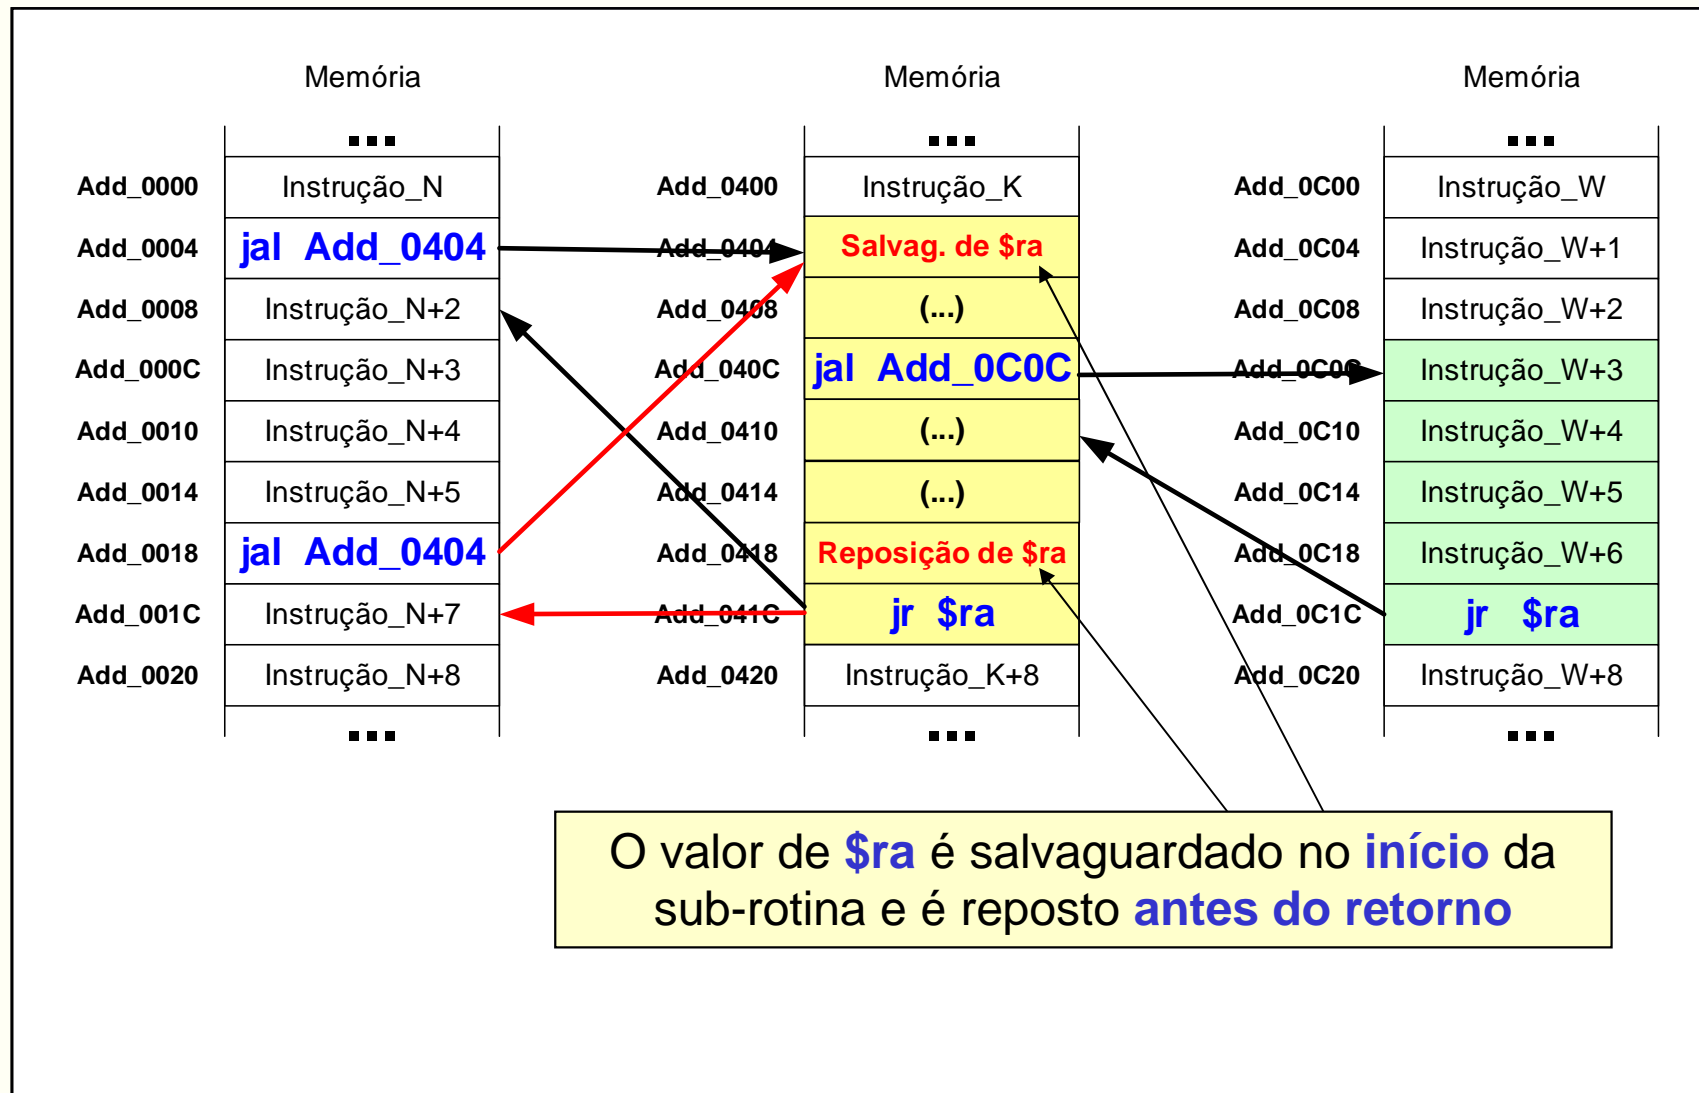 Memória Memória Memória
... ... ...
Add_0000 Instrução_N Add_0400 Instrução_K Add_0C00 Instrução_W
Add_0004 jal Add_0404 Add_0404 Salvag. de $ra Add_0C04 Instrução_W+1
Add_0008 Instrução_N+2 Add_0408 (...) Add_0C08 Instrução_W+2
Add_000C Instrução_N+3 Add_040C jal Add_0C0C Add_0C0C Instrução_W+3
Add_0010 Instrução_N+4 Add_0410 (...) Add_0C10 Instrução_W+4
Add_0014 Instrução_N+5 Add_0414 (...) Add_0C14 Instrução_W+5
Add_0018 jal Add_0404 Add_0418 Reposição de $ra Add_0C18 Instrução_W+6
Add_001C Instrução_N+7 Add_041C jr $ra Add_0C1C jr $ra
Add_0020 Instrução_N+8 Add_0420 Instrução_K+8 Add_0C20 Instrução_W+8
... ... ...
O valor de $ra é salvaguardado no início da
sub-rotina e é reposto antes do retorno